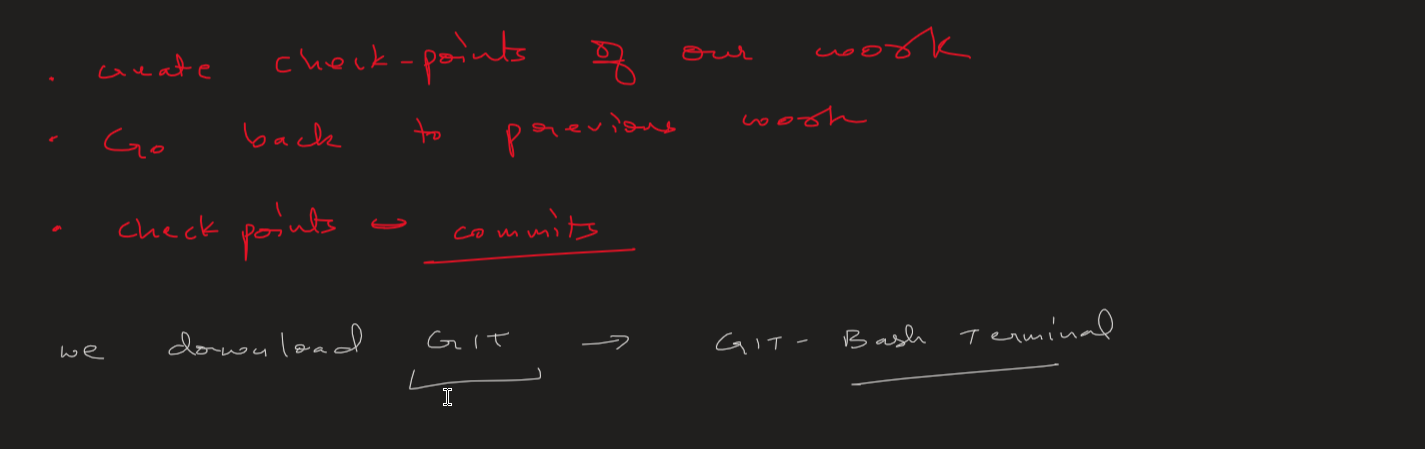 . create check-points of our work
. Go back to previous work
. check points ↔ commits
we download GIT → GIT- Bash Terminal